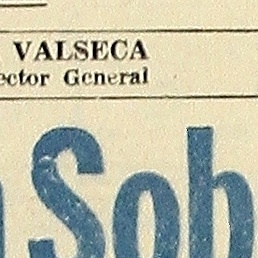 VALSECA
ector General
Sob